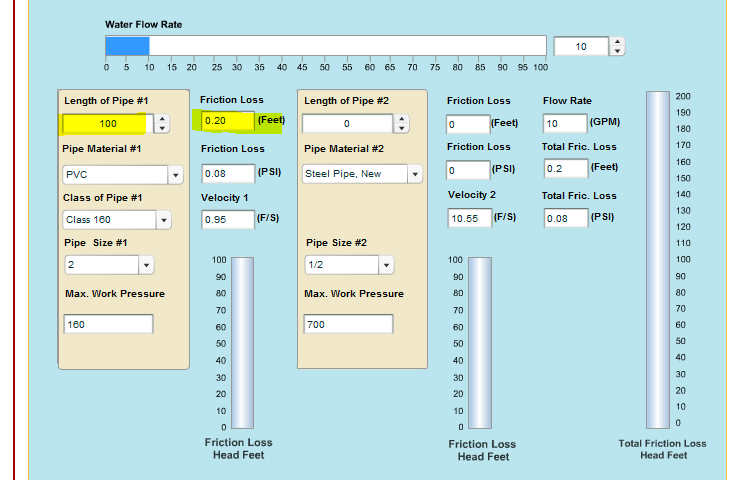 Water Flow Rate
10
0 5 10 15 20 25 30 35 40 45 50 55 60 65 70 75 80 85 90 95 100
Length of Pipe #1
100
Pipe Material #1
PVC
Class of Pipe #1
Class 160
Pipe Size #1
2
Max. Work Pressure
160
Friction Loss
0.20 (Feet)
Friction Loss
0.08 (PSI)
Velocity 1
0.95 (F/S)
100
90
80
70
60
50
40
30
20
10
0
Friction Loss
Head Feet
Length of Pipe #2
0
Pipe Material #2
Steel Pipe, New
Pipe Size #2
1/2
Max. Work Pressure
700
Friction Loss
0 (Feet)
Friction Loss
0 (PSI)
Velocity 2
10.55 (F/S)
100
90
80
70
60
50
40
30
20
10
0
Friction Loss
Head Feet
Flow Rate
10 (GPM)
Total Fric. Loss
0.2 (Feet)
Total Fric. Loss
0.08 (PSI)
200
190
180
170
160
150
140
130
120
110
100
90
80
70
60
50
40
30
20
10
0
Total Friction Loss
Head Feet